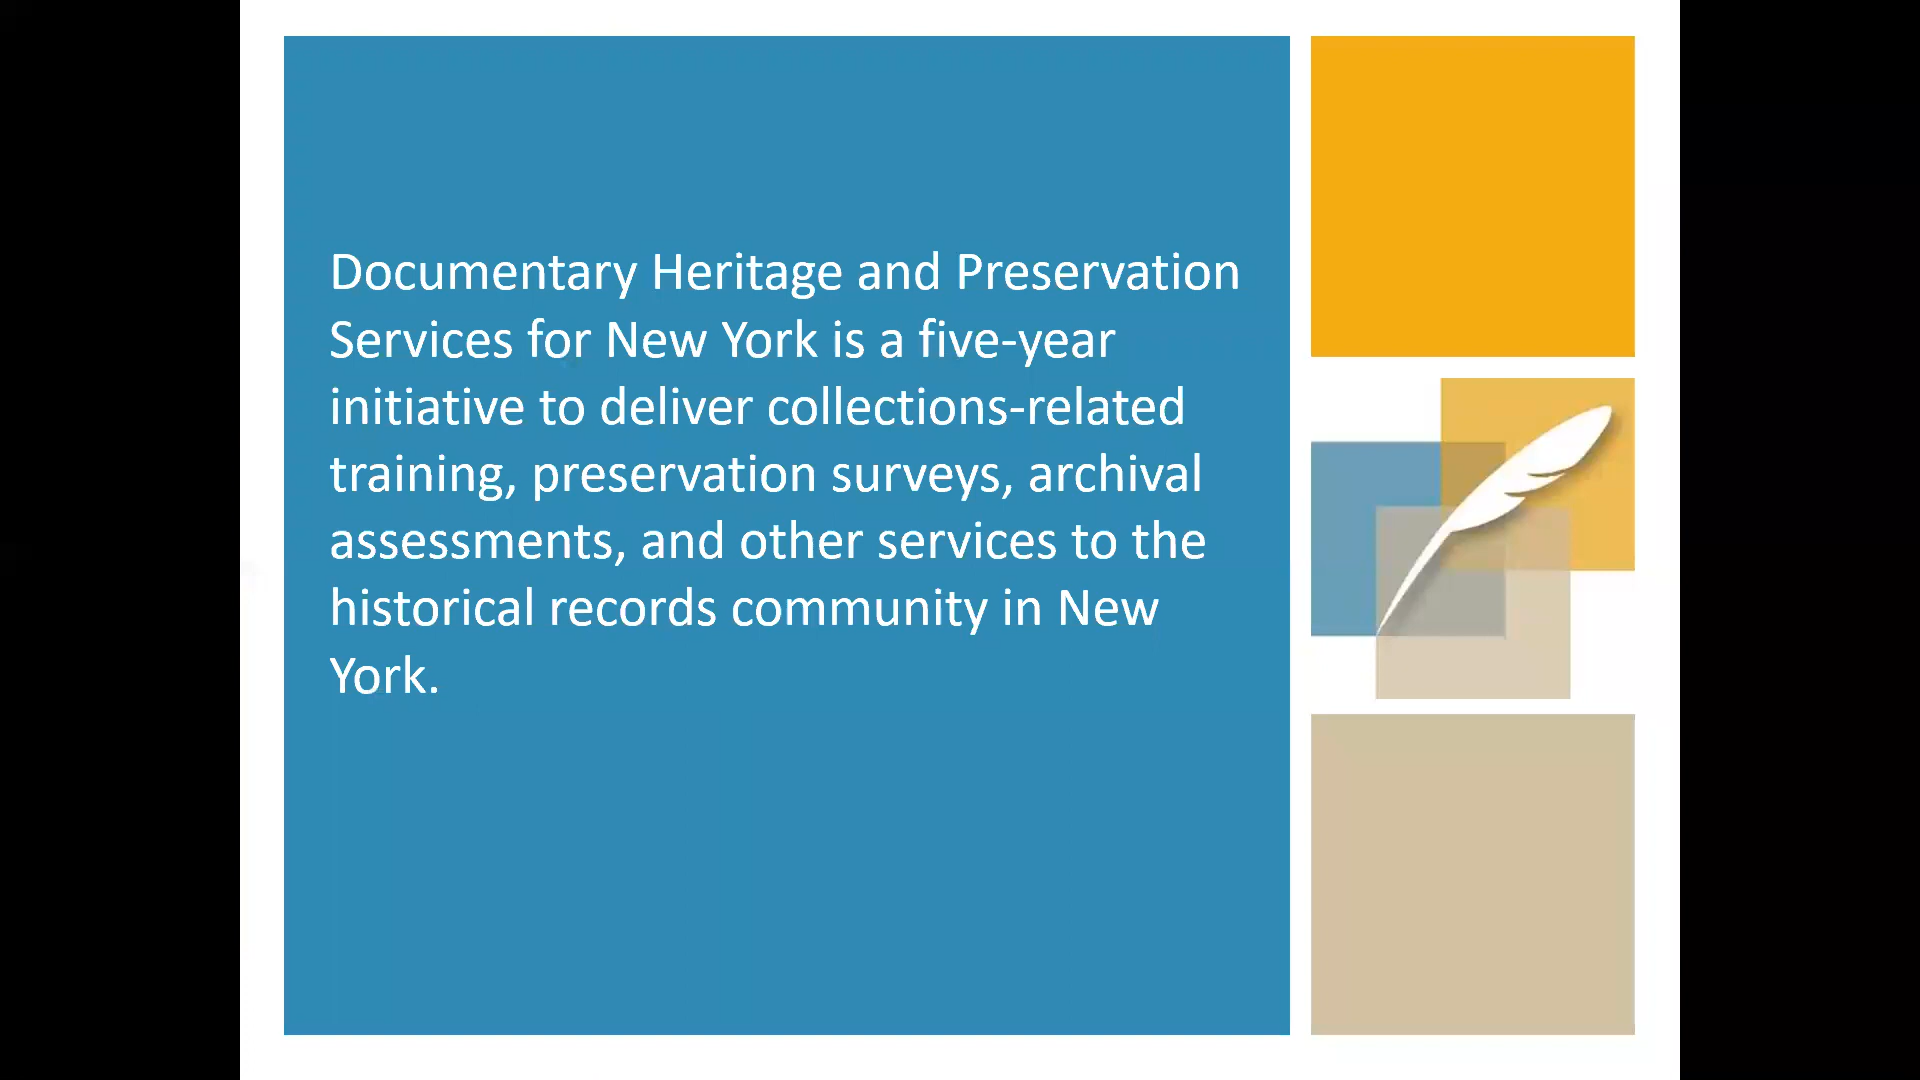 Documentary Heritage and Preservation
Services for New York is a five-year
initiative to deliver collections-related
training, preservation surveys, archival
assessments, and other services to the
historical records community in New
York.